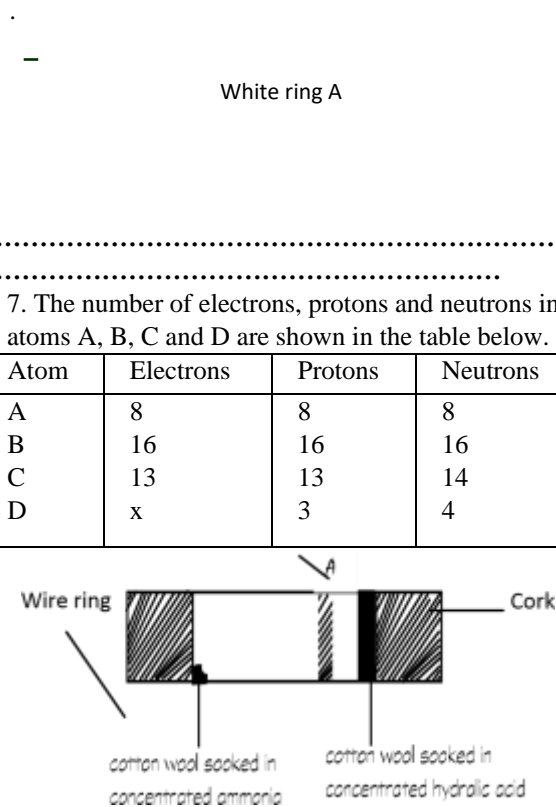 .
–
White ring A
................................................................
.........................................................
7. The number of electrons, protons and neutrons in
atoms A, B, C and D are shown in the table below.
Atom Electrons Protons Neutrons
A 8 8 8
B 16 16 16
C 13 13 14
D x 3 4
A
Wire ring
Cork
cotton wool soaked in
concentrated ammonia
cotton wool soaked in
concentrated hydralic acid